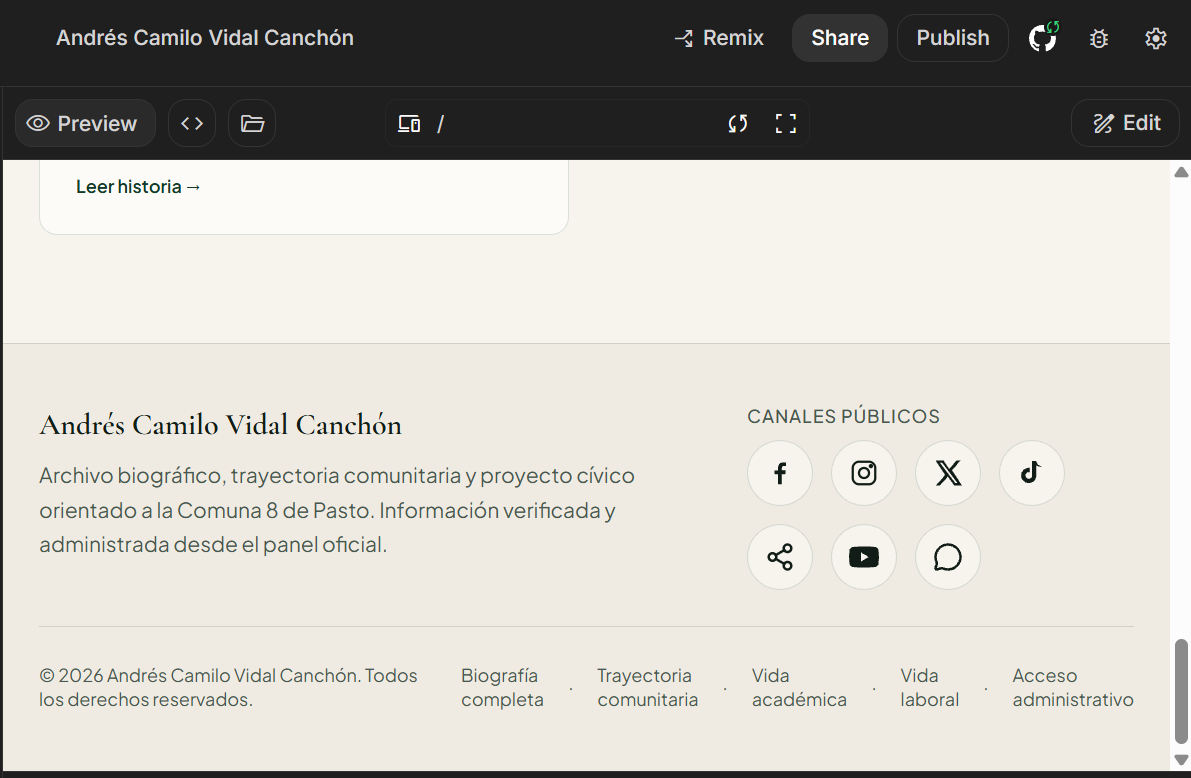 Andrés Camilo Vidal Canchón
Remix
Share
Publish
Preview
/
Edit
Leer historia →
Andrés Camilo Vidal Canchón
Archivo biográfico, trayectoria comunitaria y proyecto cívico
orientado a la Comuna 8 de Pasto. Información verificada y
administrada desde el panel oficial.
CANALES PÚBLICOS
© 2026 Andrés Camilo Vidal Canchón. Todos
los derechos reservados.
Biografía
completa
·
Trayectoria
comunitaria
·
Vida
académica
·
Vida
laboral
·
Acceso
administrativo